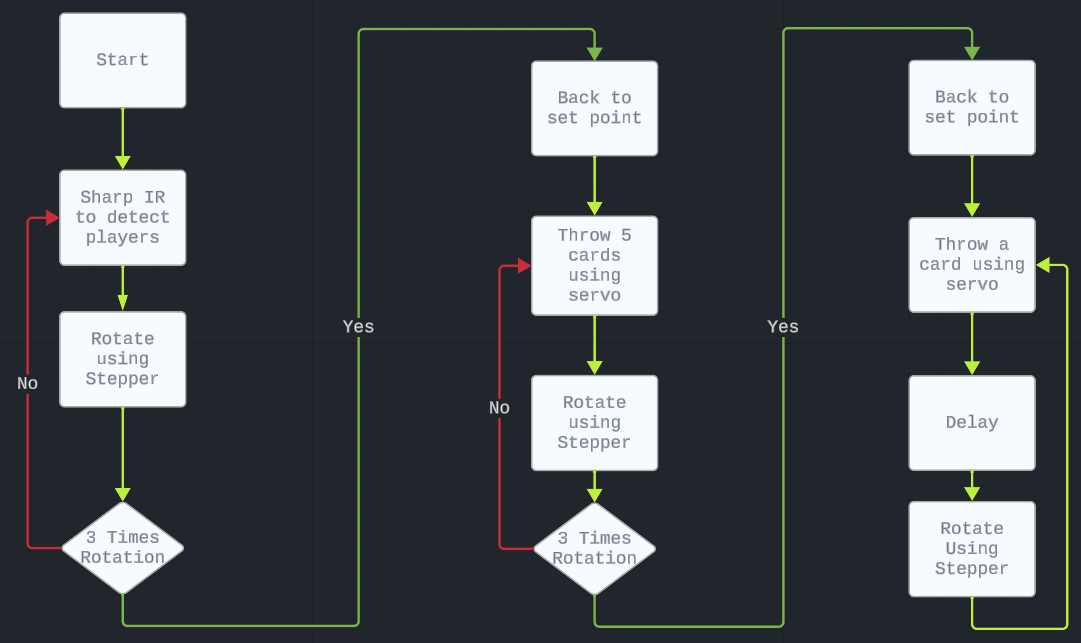 Start
Sharp IR
to detect
players
Rotate
using
Stepper
No
3 Times
Rotation
Yes
Back to
set point
Throw 5
cards
using
servo
Rotate
using
Stepper
No
3 Times
Rotation
Yes
Back to
set point
Throw a
card using
servo
Delay
Rotate
Using
Stepper